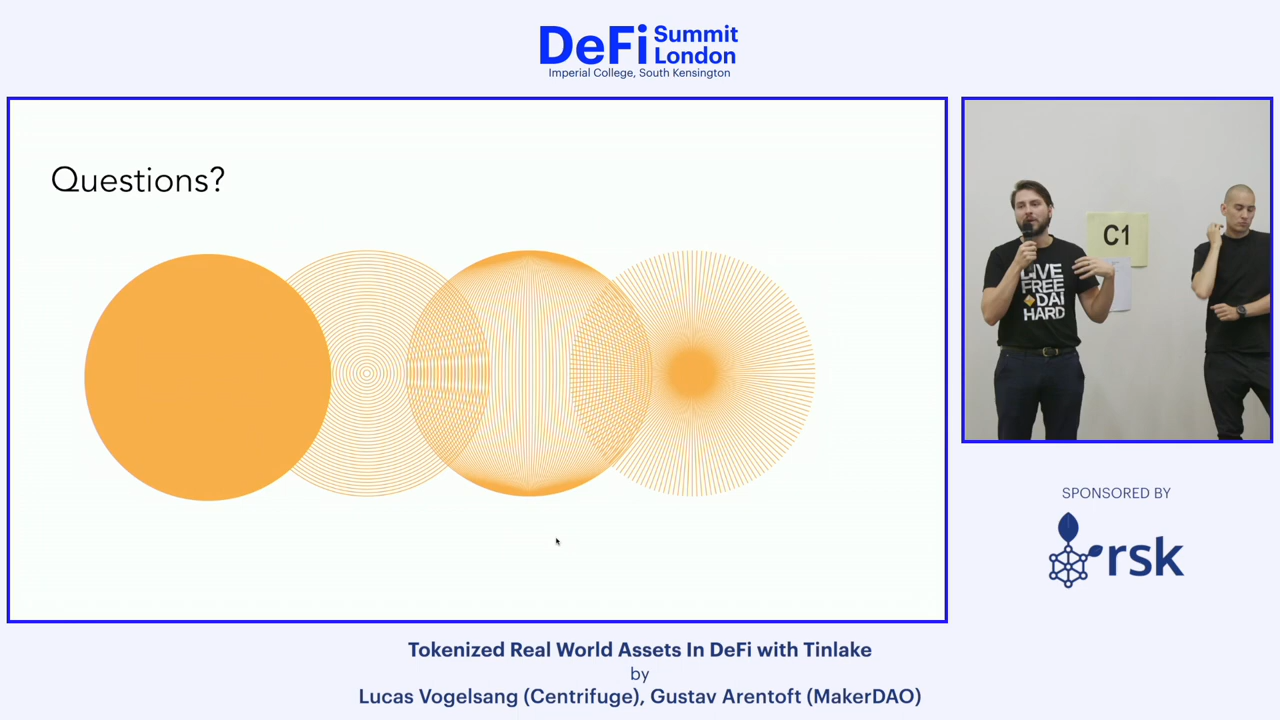 DeFi Summit
London
Imperial College, South Kensington
Questions?
C1
LIVE
FREE
DAI
HARD
SPONSORED BY
rsk
Tokenized Real World Assets In DeFi with Tinlake
by
Lucas Vogelsang (Centrifuge), Gustav Arentoft (MakerDAO)